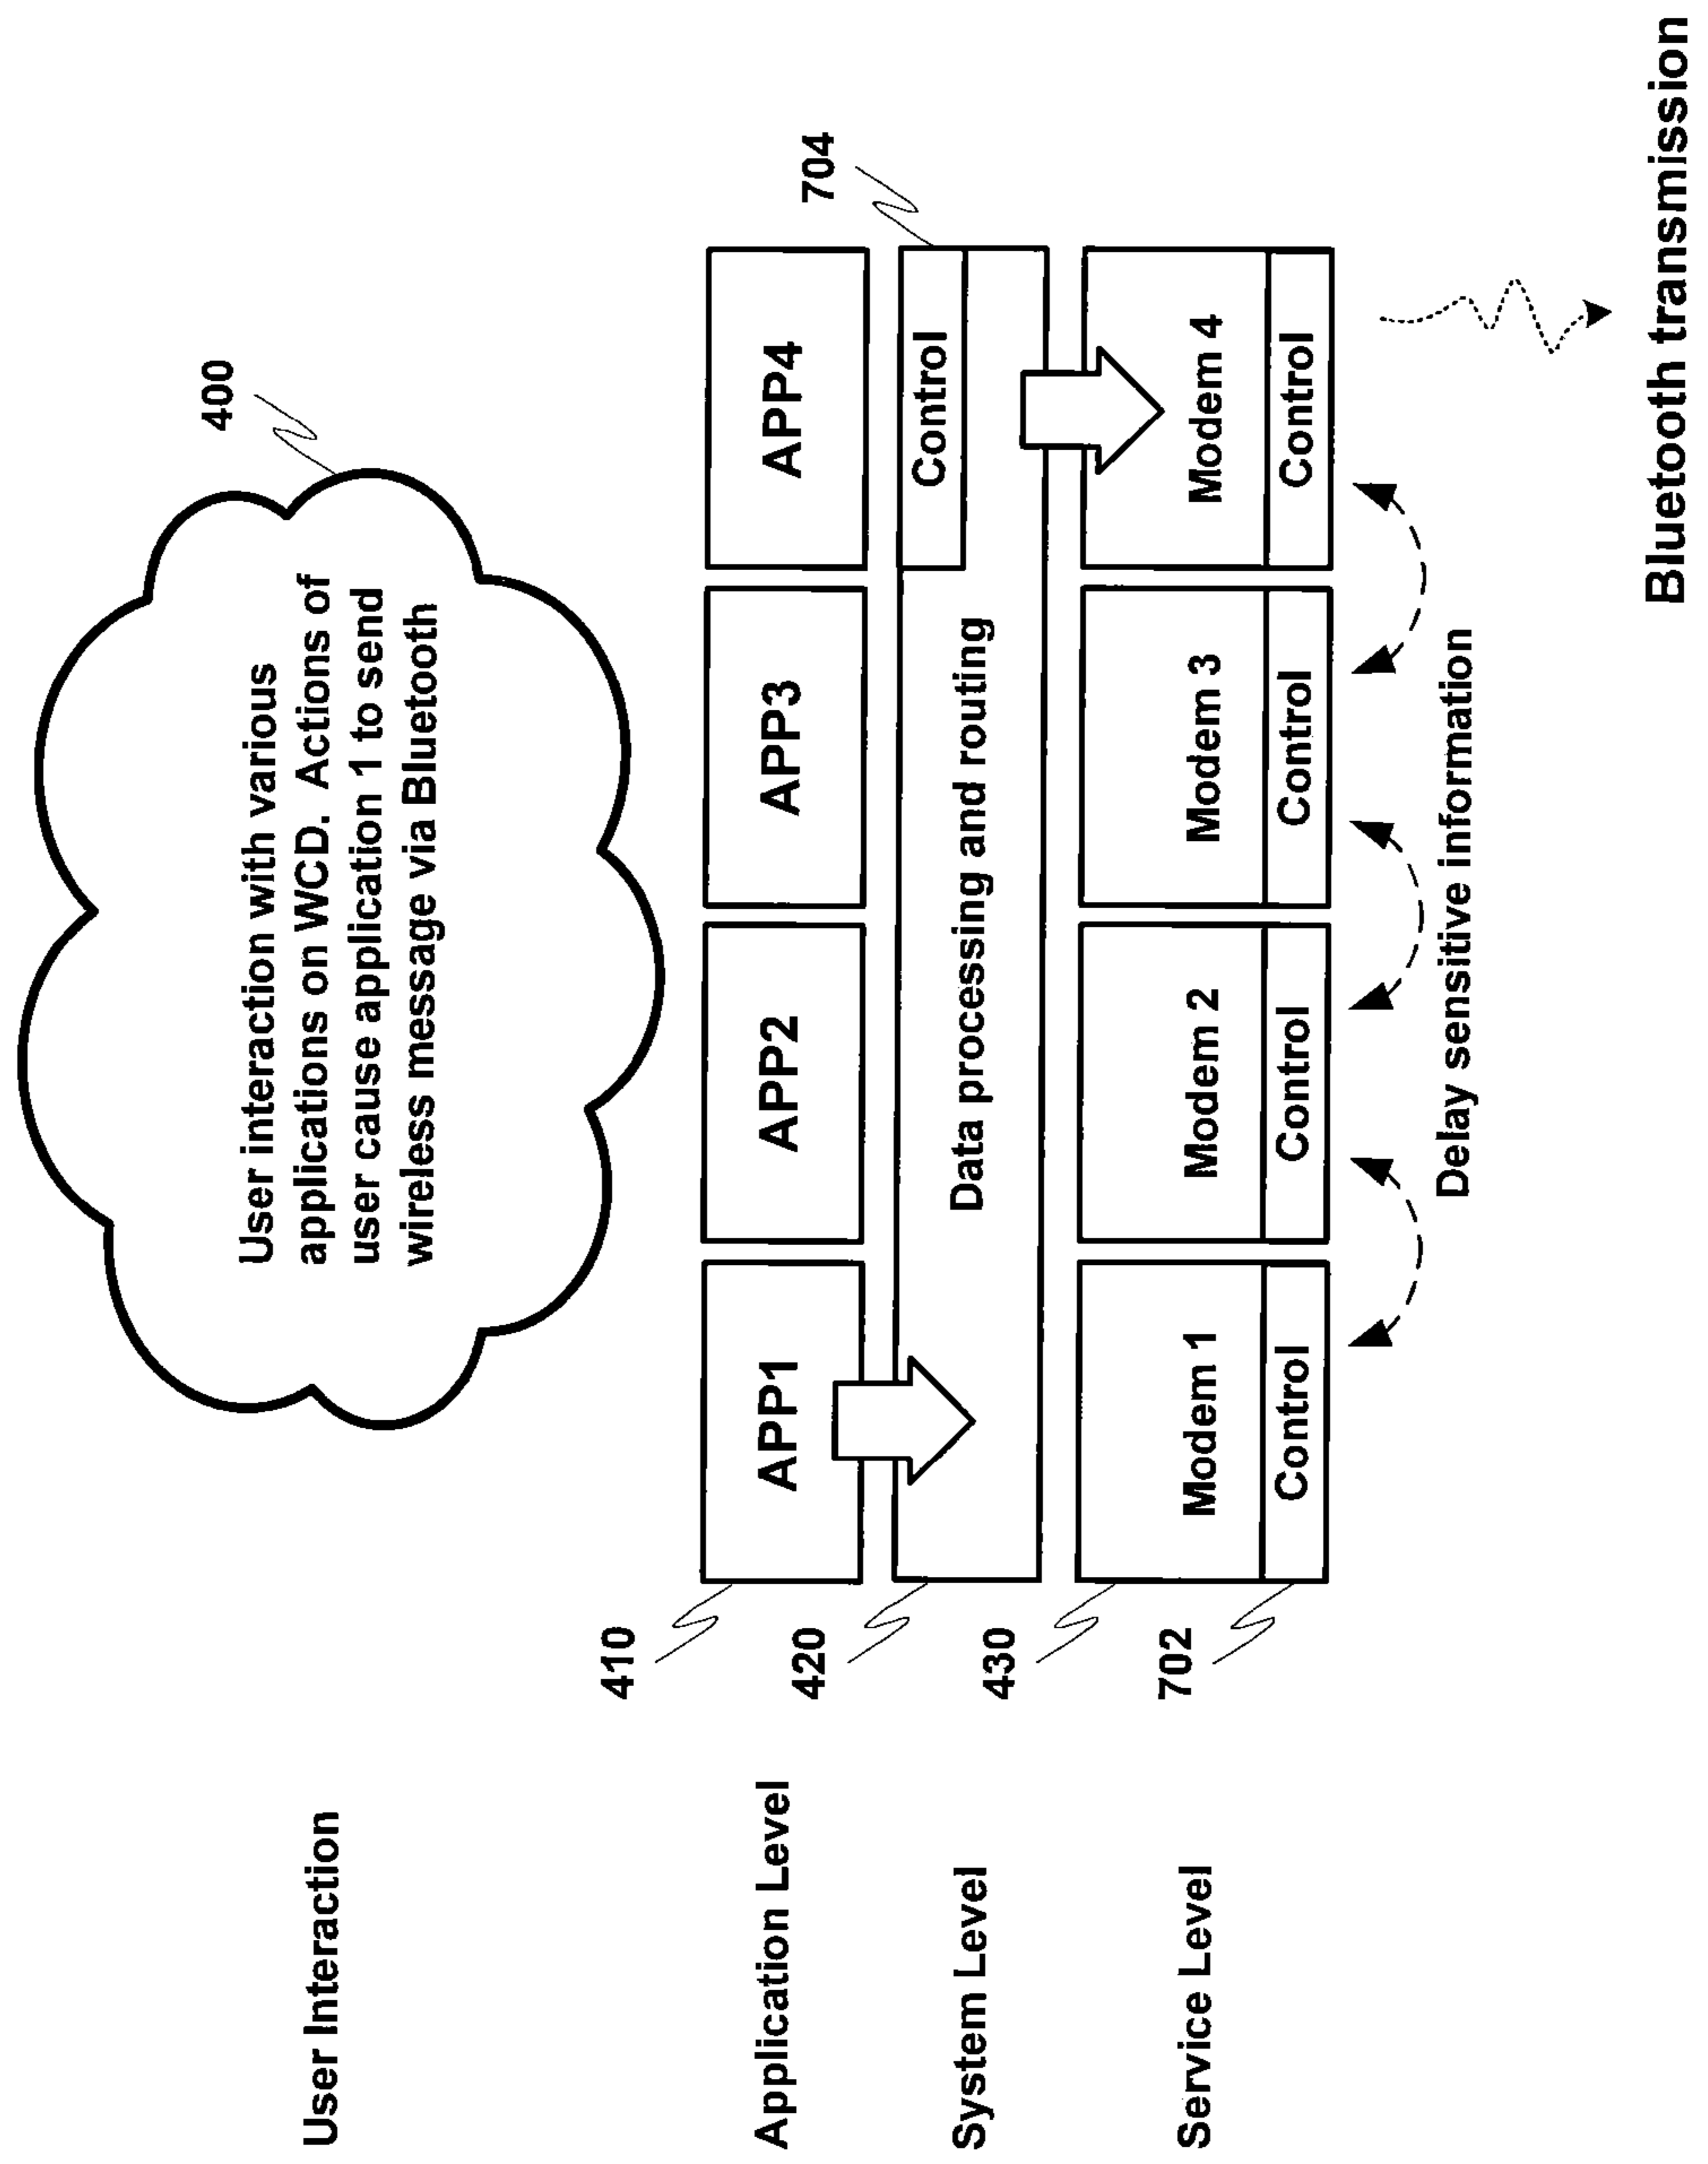 400
User Interaction
User interaction with various
applications on WCD. Actions of
user cause application 1 to send
wireless message via Bluetooth
410
Application Level
APP1
APP2
APP3
APP4
704
420
Control
System Level
Data processing and routing
430
Service Level
Modem 1
Modem 2
Modem 3
Modem 4
702
Control
Control
Control
Control
Delay sensitive information
Bluetooth transmission